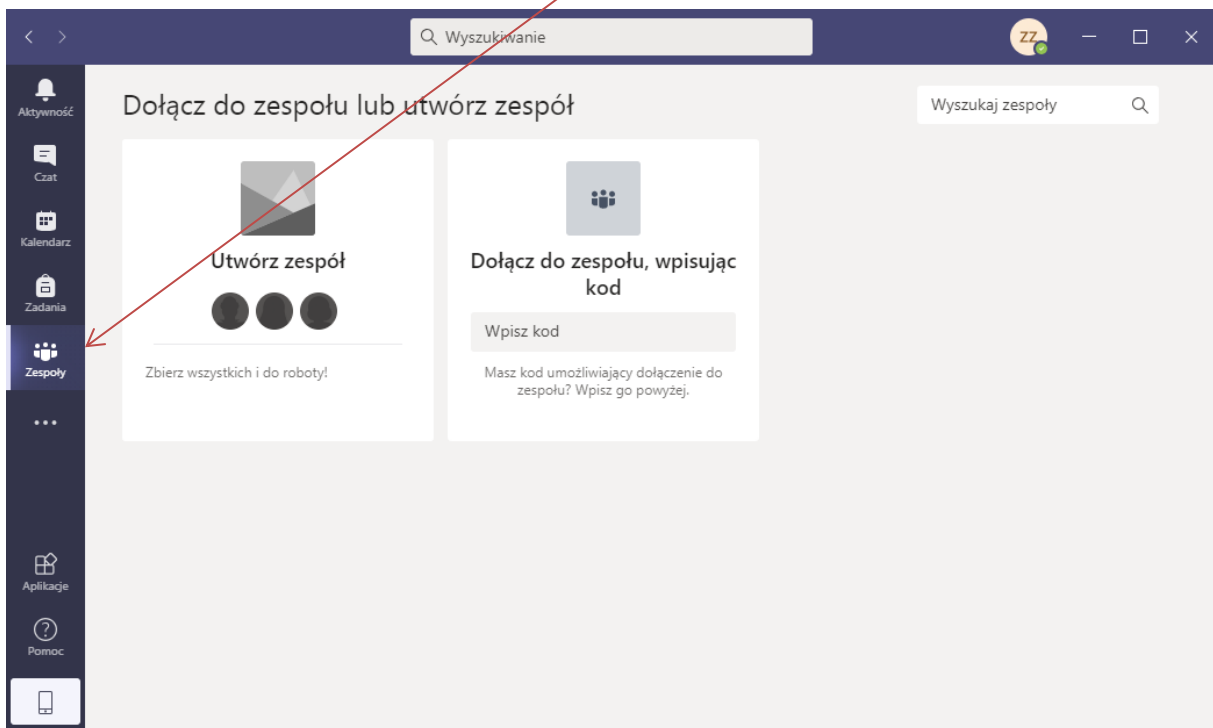 Wyszukiwanie
ZZ
Aktywność
Czat
Kalendarz
Zadania
Zespoły
Aplikacje
Pomoc
Dołącz do zespołu lub utwórz zespół
Wyszukaj zespoły
Utwórz zespół
Zbierz wszystkich i do roboty!
Dołącz do zespołu, wpisując
kod
Wpisz kod
Masz kod umożliwiający dołączenie do
zespołu? Wpisz go powyżej.